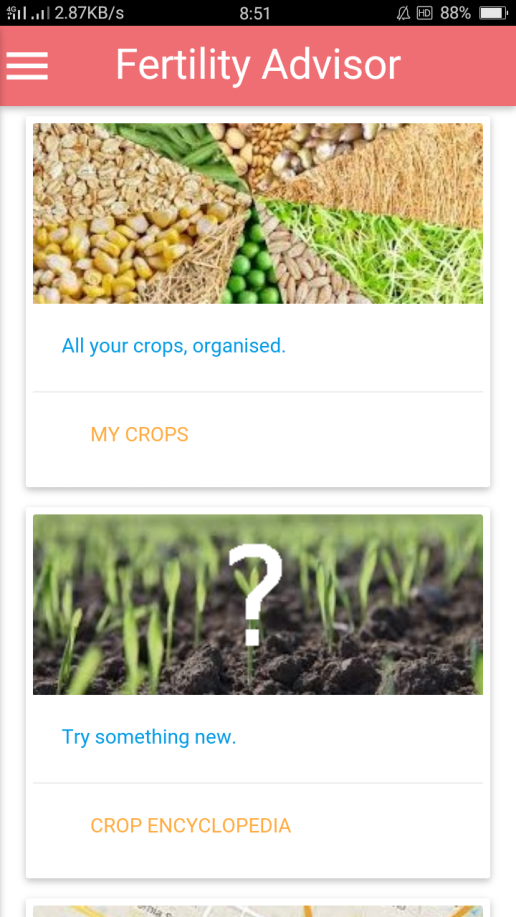 4G 2.87KB/s 8:51 HD 88%
Fertility Advisor
All your crops, organised.
MY CROPS
?
Try something new.
CROP ENCYCLOPEDIA